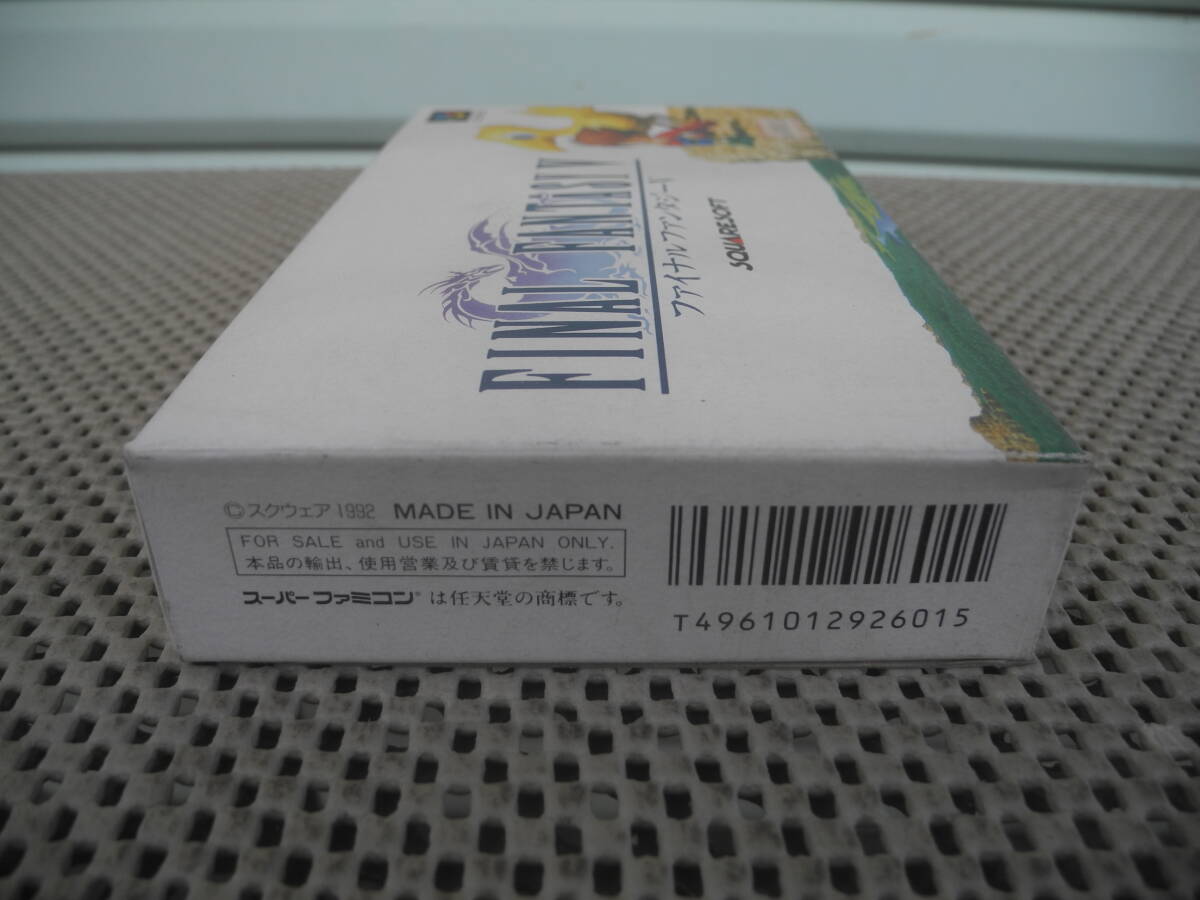 FINAL FANTASY V
ファイナルファンタジーV
SQUARESOFT
©スクウェア1992 MADE IN JAPAN
FOR SALE and USE IN JAPAN ONLY.
本品の輸出、使用営業及び賃貸を禁じます。
スーパーファミコン®は任天堂の商標です。
T4961012926015